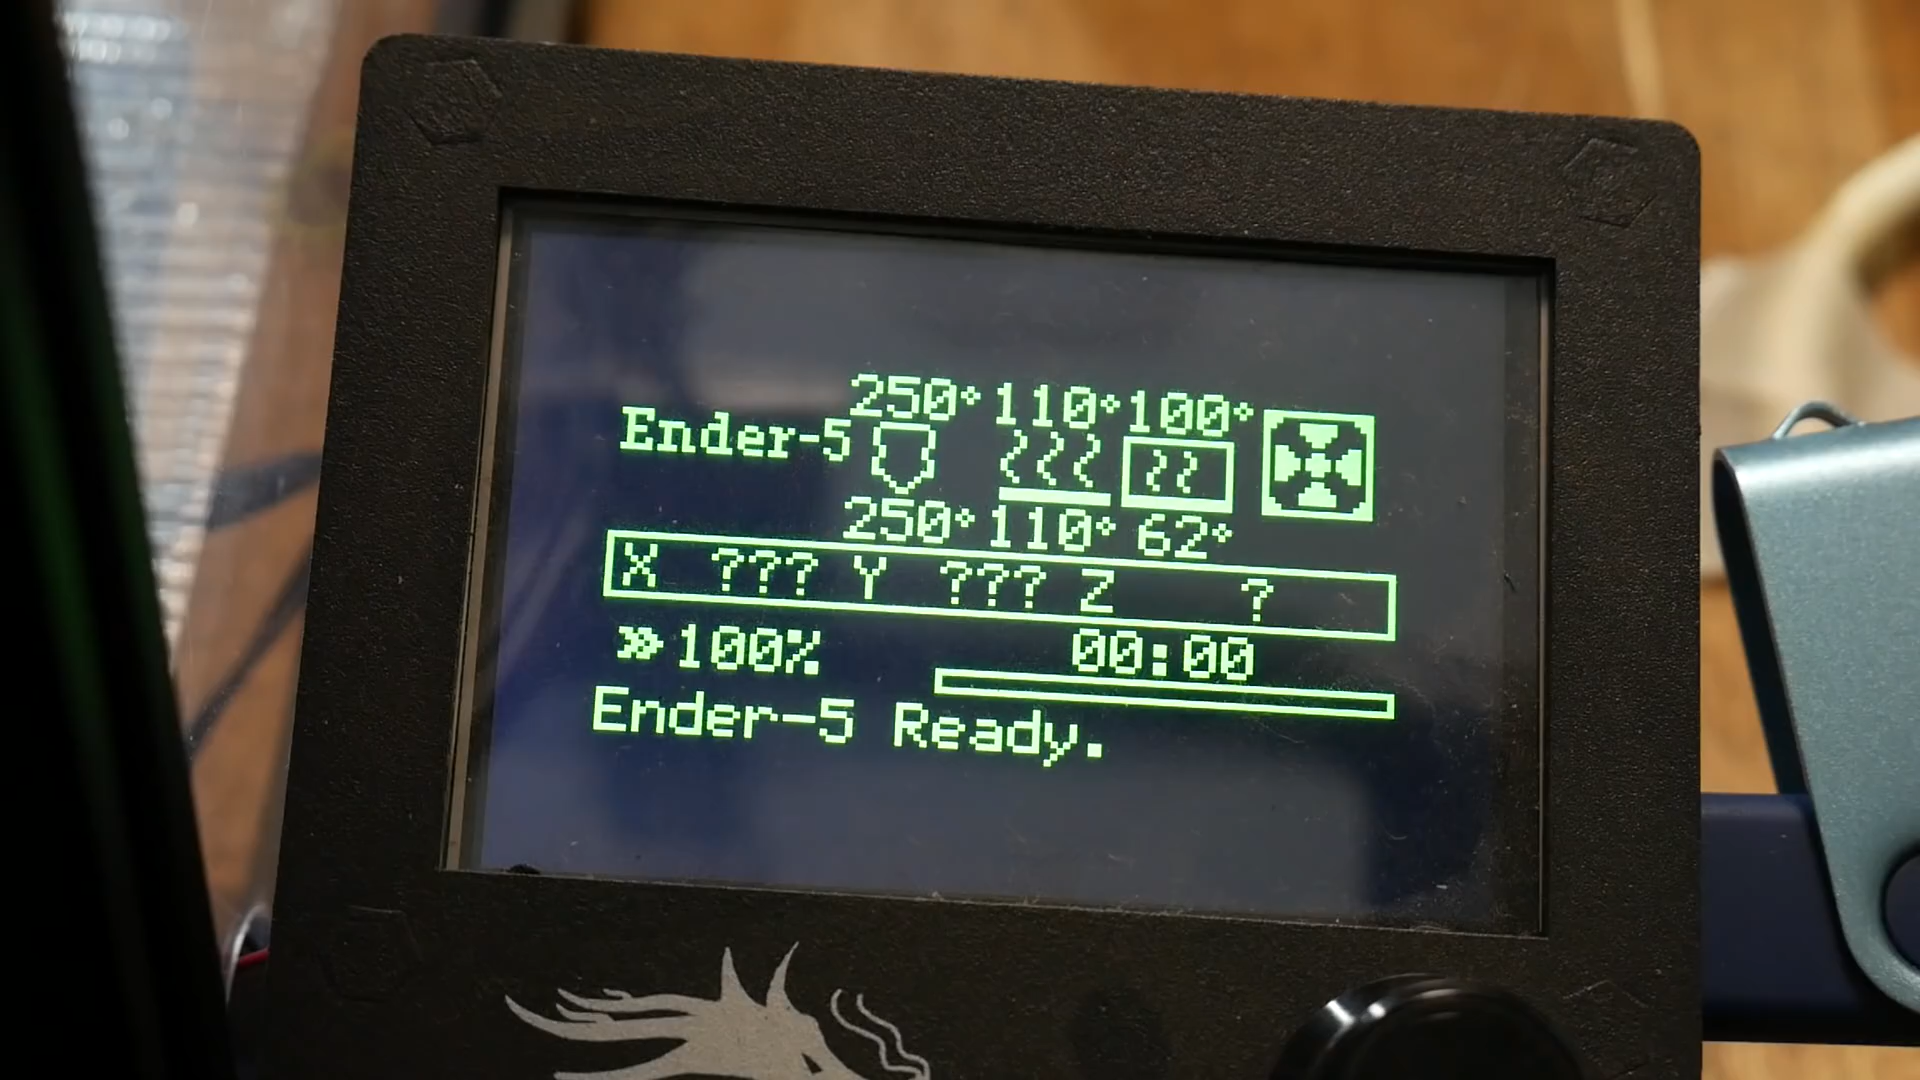 250° 110° 100°
Ender-5
250° 110° 62°
X ??? Y ??? Z ?
»100% 00:00
Ender-5 Ready.